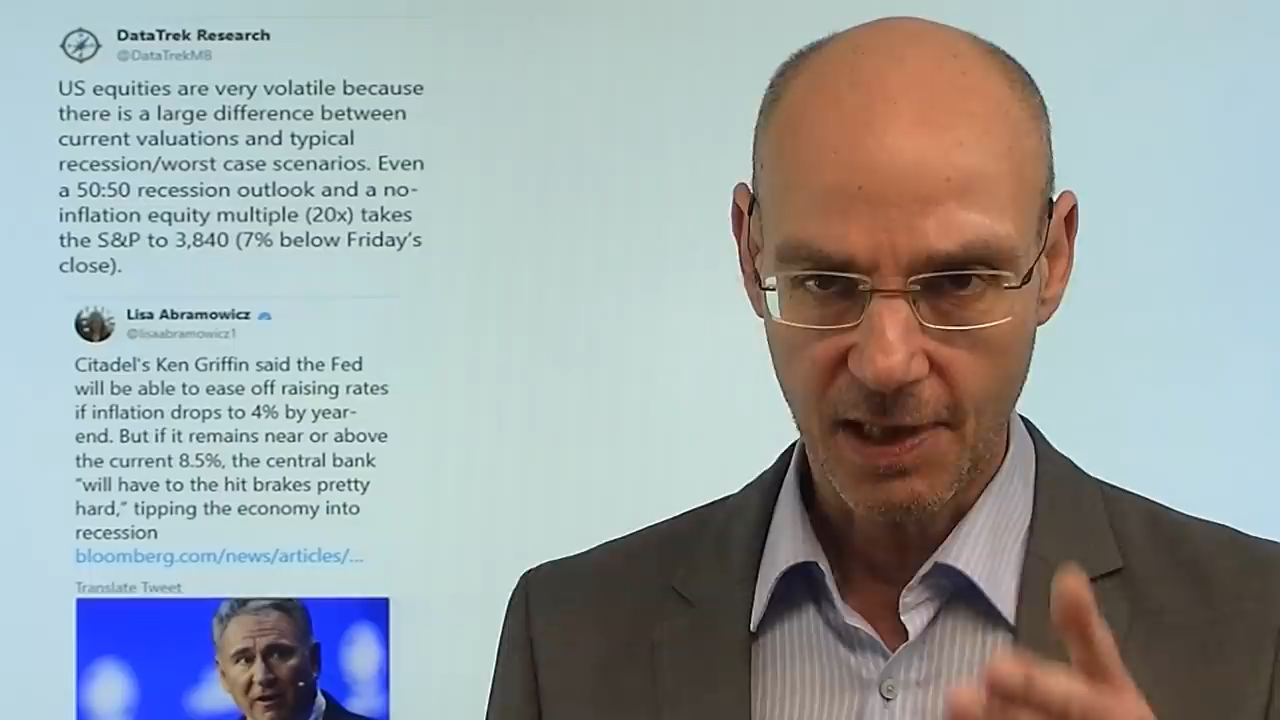 DataTrek Research
@DataTrekMB
US equities are very volatile because
there is a large difference between
current valuations and typical
recession/worst case scenarios. Even
a 50:50 recession outlook and a no-
inflation equity multiple (20x) takes
the S&P to 3,840 (7% below Friday's
close).
Lisa Abramowicz
@lisaabramowicz1
Citadel's Ken Griffin said the Fed
will be able to ease off raising rates
if inflation drops to 4% by year-
end. But if it remains near or above
the current 8.5%, the central bank
"will have to the hit brakes pretty
hard," tipping the economy into
recession
bloomberg.com/news/articles/...
Translate Tweet